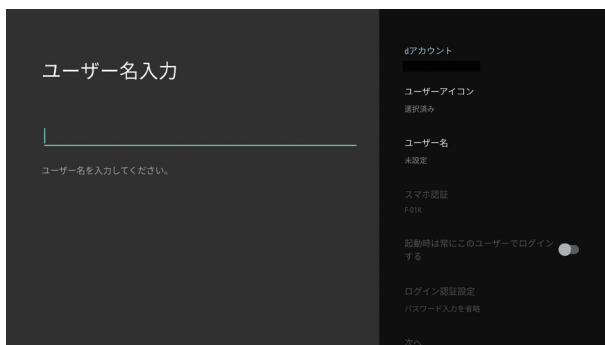 ユーザー名入力
ユーザー名を入力してください。
dアカウント
ユーザーアイコン
選択済み
ユーザー名
未設定
スマホ認証
F-01K
起動時は常にこのユーザーでログイン
する
ログイン認証設定
パスワード入力を省略
次へ